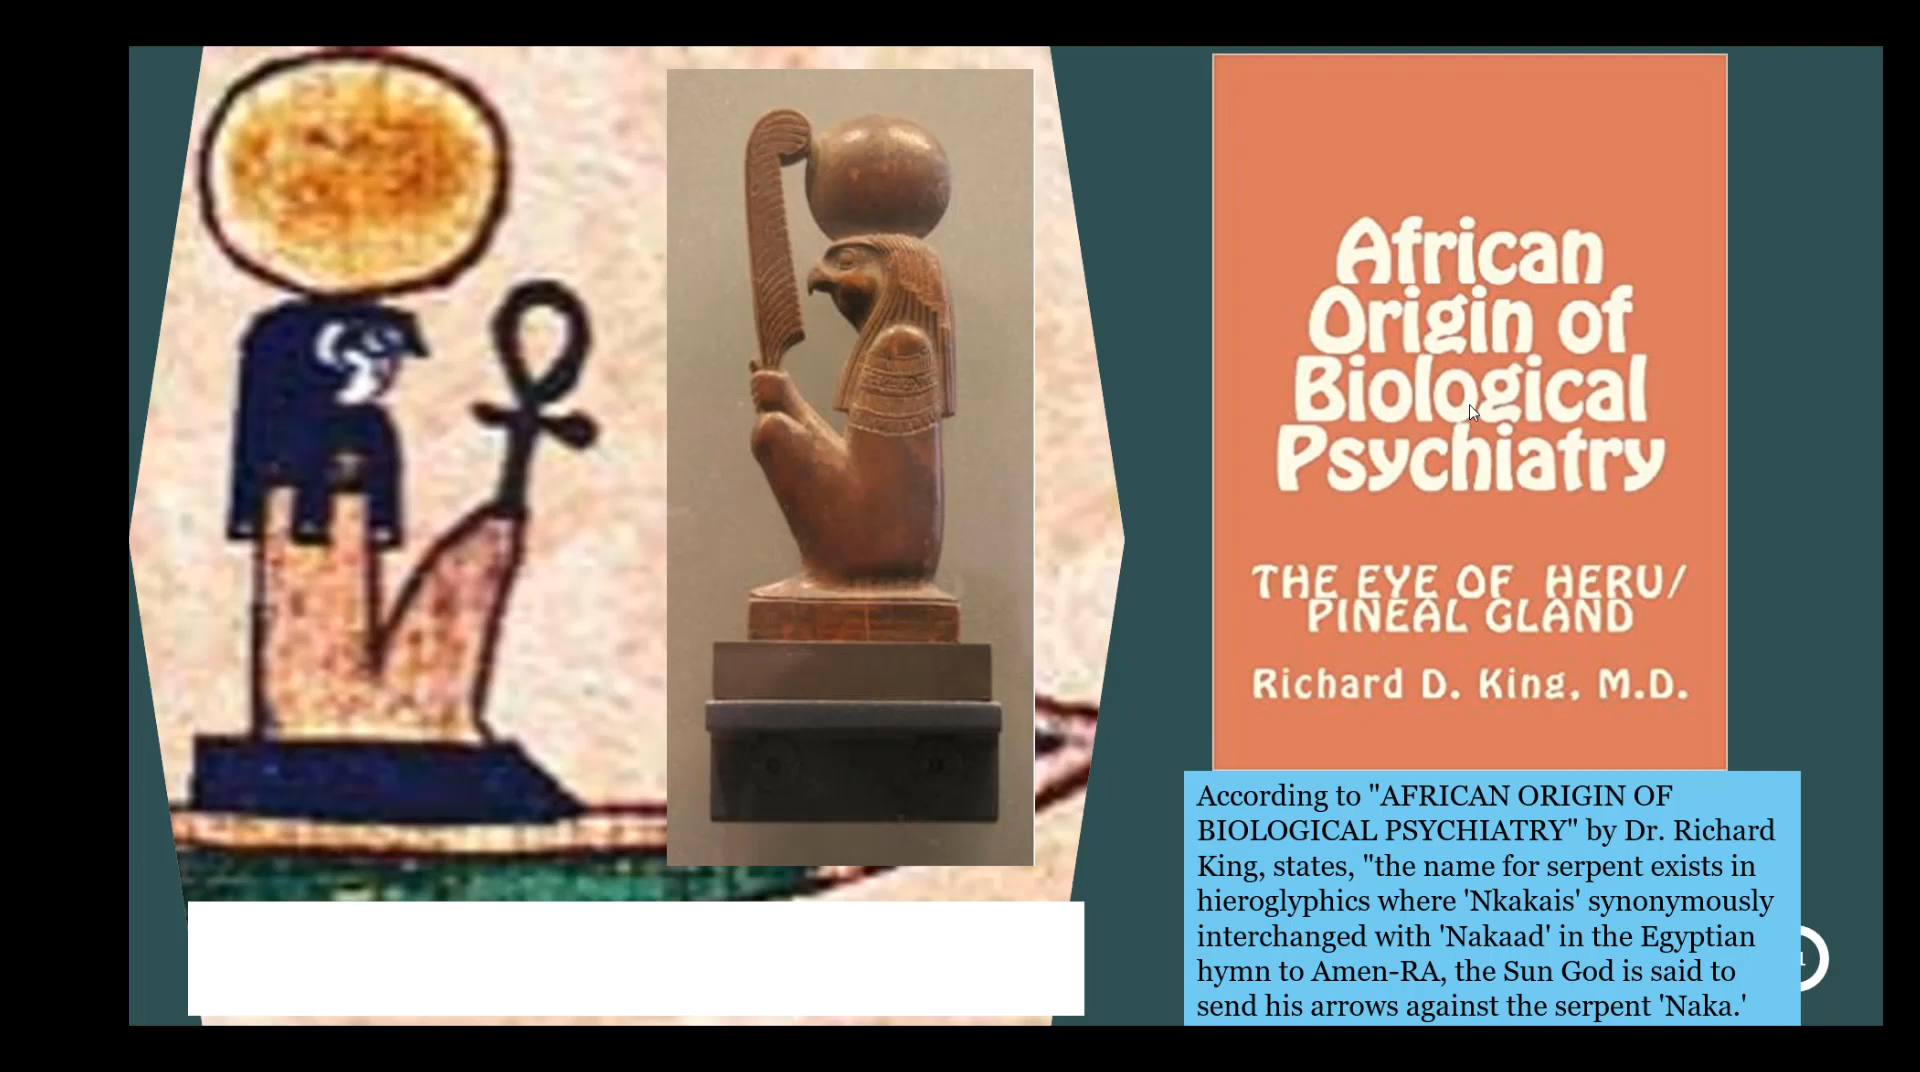 African
Origin of
Biological
Psychiatry
THE EYE OF HERU/
PINEAL GLAND
Richard D. King, M.D.
According to "AFRICAN ORIGIN OF
BIOLOGICAL PSYCHIATRY" by Dr. Richard
King, states, "the name for serpent exists in
hieroglyphics where 'Nkakais' synonymously
interchanged with 'Nakaad' in the Egyptian
hymn to Amen-RA, the Sun God is said to
send his arrows against the serpent 'Naka.'